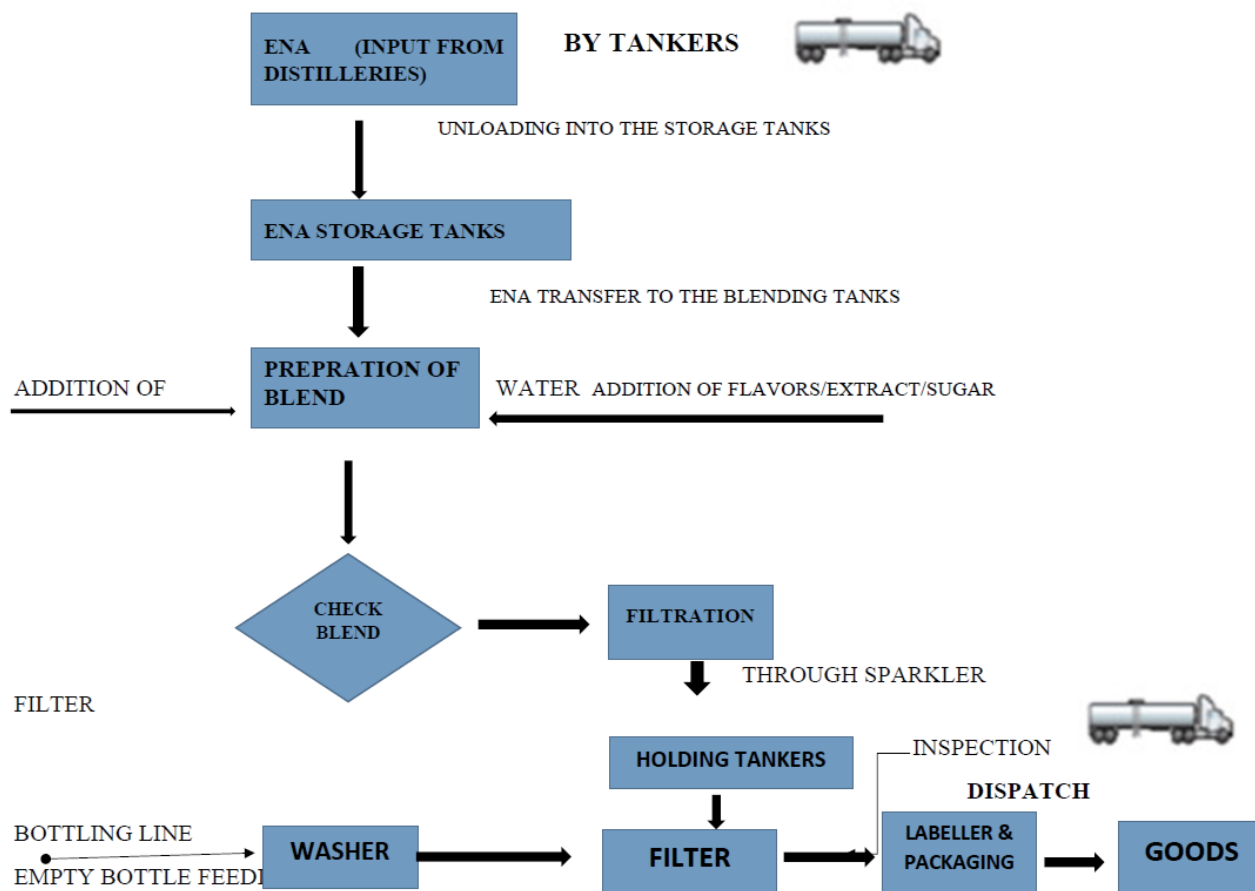 ENA (INPUT FROM
DISTILLERIES)
BY TANKERS
UNLOADING INTO THE STORAGE TANKS
ENA STORAGE TANKS
ENA TRANSFER TO THE BLENDING TANKS
PREPRATION OF
BLEND
ADDITION OF
WATER ADDITION OF FLAVORS/EXTRACT/SUGAR
CHECK
BLEND
FILTRATION
THROUGH SPARKLER
FILTER
HOLDING TANKERS
INSPECTION
DISPATCH
BOTTLING LINE
EMPTY BOTTLE
WASHER
FILTER
LABELLER &
PACKAGING
GOODS